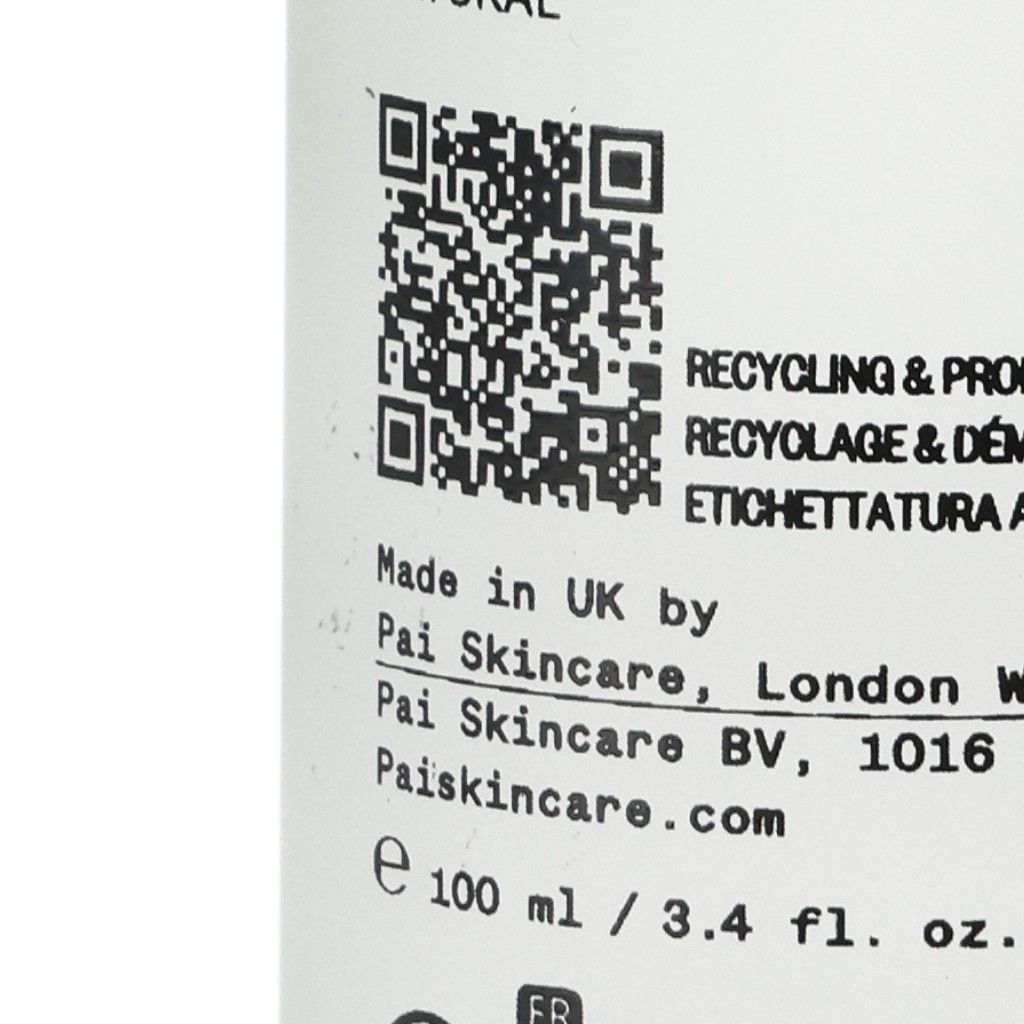 RECYCLING & PRO
RECYCLAGE & DÉM
ETICHETTATURA A
Made in UK by
Pai Skincare, London W
Pai Skincare BV, 1016
Paiskincare.com
e 100 ml / 3.4 fl. oz.
FR